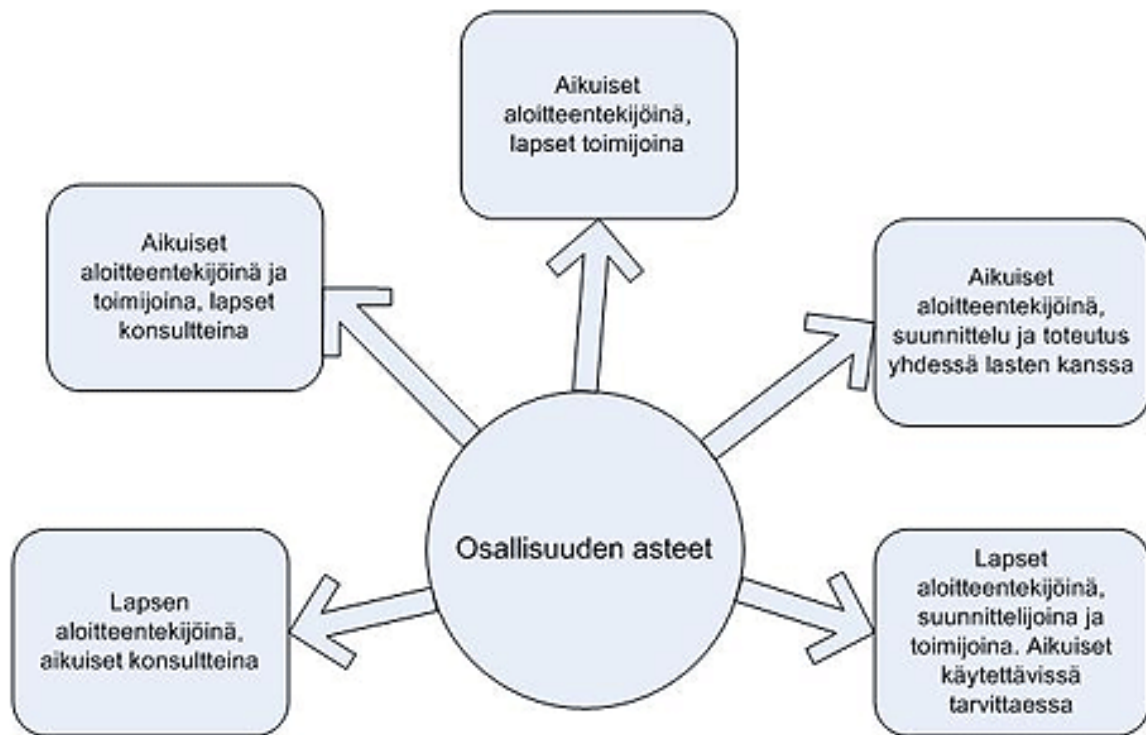 Aikuiset
aloitteentekijöinä,
lapset toimijoina
Aikuiset
aloitteentekijöinä ja
toimijoina, lapset
konsultteina
Aikuiset
aloitteentekijöinä,
suunnittelu ja toteutus
yhdessä lasten kanssa
Osallisuuden asteet
Lapsen
aloitteentekijöinä,
aikuiset konsultteina
Lapset
aloitteentekijöinä,
suunnittelijoina ja
toimijoina. Aikuiset
käytettävissä
tarvittaessa